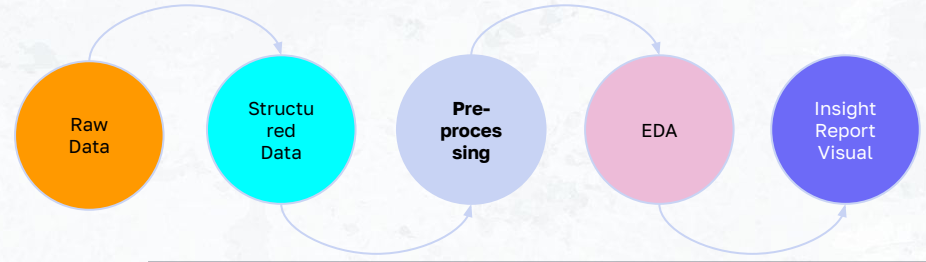 Raw
Data
Structu
red
Data
Pre-
proces
sing
EDA
Insight
Report
Visual